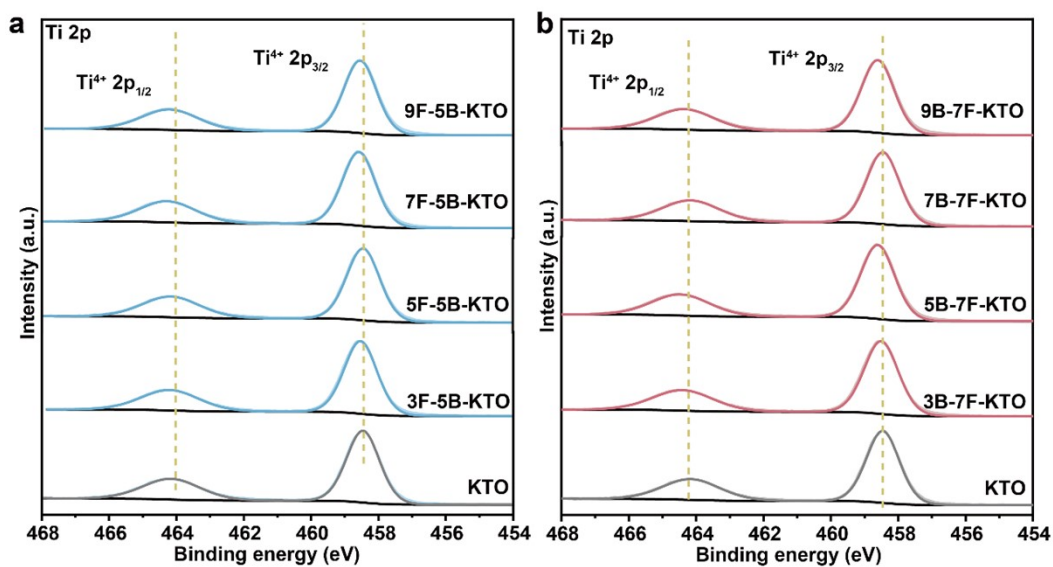 a
Ti 2p
Ti⁴⁺ 2p₃/₂
Ti⁴⁺ 2p₁/₂
9F-5B-KTO
7F-5B-KTO
5F-5B-KTO
3F-5B-KTO
KTO
Intensity (a.u.)
468 466 464 462 460 458 456 454
Binding energy (eV)
b
Ti 2p
Ti⁴⁺ 2p₃/₂
Ti⁴⁺ 2p₁/₂
9B-7F-KTO
7B-7F-KTO
5B-7F-KTO
3B-7F-KTO
KTO
Intensity (a.u.)
468 466 464 462 460 458 456 454
Binding energy (eV)